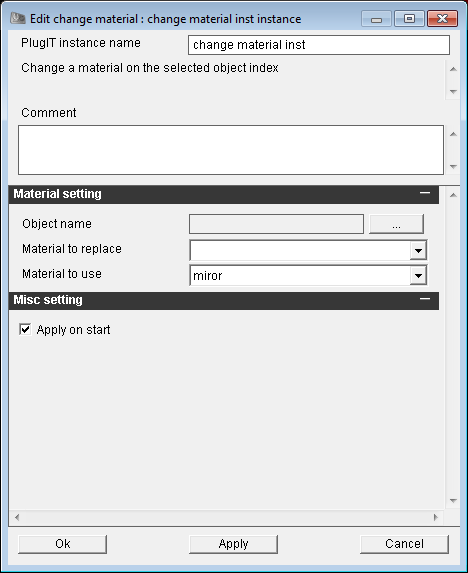 Edit change material : change material inst instance
PlugIT instance name
change material inst
Change a material on the selected object index
Comment
Material setting
Object name
...
Material to replace
Material to use
miror
Misc setting
Apply on start
Ok
Apply
Cancel